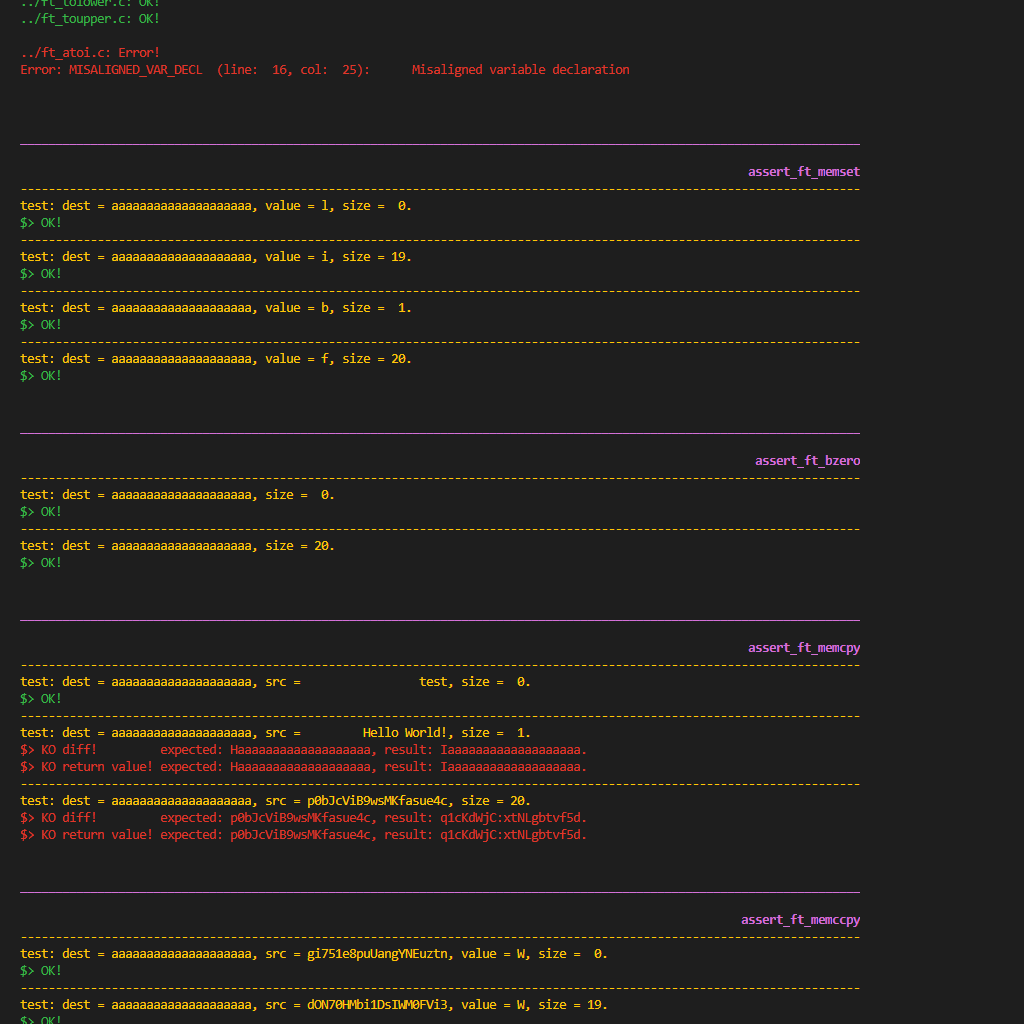 ../ft_tolower.c: OK!
../ft_toupper.c: OK!
../ft_atoi.c: Error!
Error: MISALIGNED_VAR_DECL  (line:  16, col:  25):      Misaligned variable declaration
assert_ft_memset
test: dest = aaaaaaaaaaaaaaaaaaaa, value = l, size =  0.
$> OK!
test: dest = aaaaaaaaaaaaaaaaaaaa, value = i, size = 19.
$> OK!
test: dest = aaaaaaaaaaaaaaaaaaaa, value = b, size =  1.
$> OK!
test: dest = aaaaaaaaaaaaaaaaaaaa, value = f, size = 20.
$> OK!
assert_ft_bzero
test: dest = aaaaaaaaaaaaaaaaaaaa, size =  0.
$> OK!
test: dest = aaaaaaaaaaaaaaaaaaaa, size = 20.
$> OK!
assert_ft_memcpy
test: dest = aaaaaaaaaaaaaaaaaaaa, src =                 test, size =  0.
$> OK!
test: dest = aaaaaaaaaaaaaaaaaaaa, src =         Hello World!, size =  1.
$> KO diff!         expected: Haaaaaaaaaaaaaaaaaaa, result: Iaaaaaaaaaaaaaaaaaaa.
$> KO return value! expected: Haaaaaaaaaaaaaaaaaaa, result: Iaaaaaaaaaaaaaaaaaaa.
test: dest = aaaaaaaaaaaaaaaaaaaa, src = p0bJcViB9wsMKfasue4c, size = 20.
$> KO diff!         expected: p0bJcViB9wsMKfasue4c, result: q1cKdWjC:xtNLgbtvf5d.
$> KO return value! expected: p0bJcViB9wsMKfasue4c, result: q1cKdWjC:xtNLgbtvf5d.
assert_ft_memccpy
test: dest = aaaaaaaaaaaaaaaaaaaa, src = gi751e8puUangYNEuztn, value = W, size =  0.
$> OK!
test: dest = aaaaaaaaaaaaaaaaaaaa, src = dON70HMbi1DsIWM0FVi3, value = W, size = 19.
$> OK!